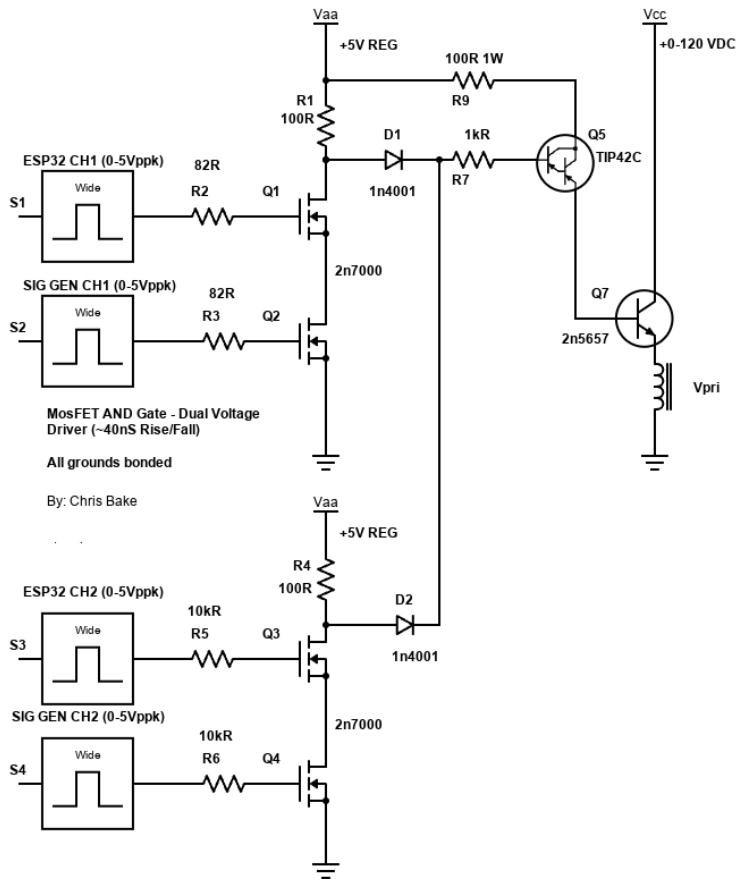 Vaa
+5V REG
Vcc
+0-120 VDC
100R 1W
R9
R1
100R
D1
1n4001
1kR
R7
Q5
TIP42C
ESP32 CH1 (0-5Vppk)
Wide
S1
82R
R2
Q1
2n7000
SIG GEN CH1 (0-5Vppk)
Wide
S2
82R
R3
Q2
Q7
2n5657
Vpri
MosFET AND Gate - Dual Voltage
Driver (~40nS Rise/Fall)
All grounds bonded
By: Chris Bake
Vaa
+5V REG
R4
100R
D2
1n4001
ESP32 CH2 (0-5Vppk)
Wide
S3
10kR
R5
Q3
2n7000
SIG GEN CH2 (0-5Vppk)
Wide
S4
10kR
R6
Q4